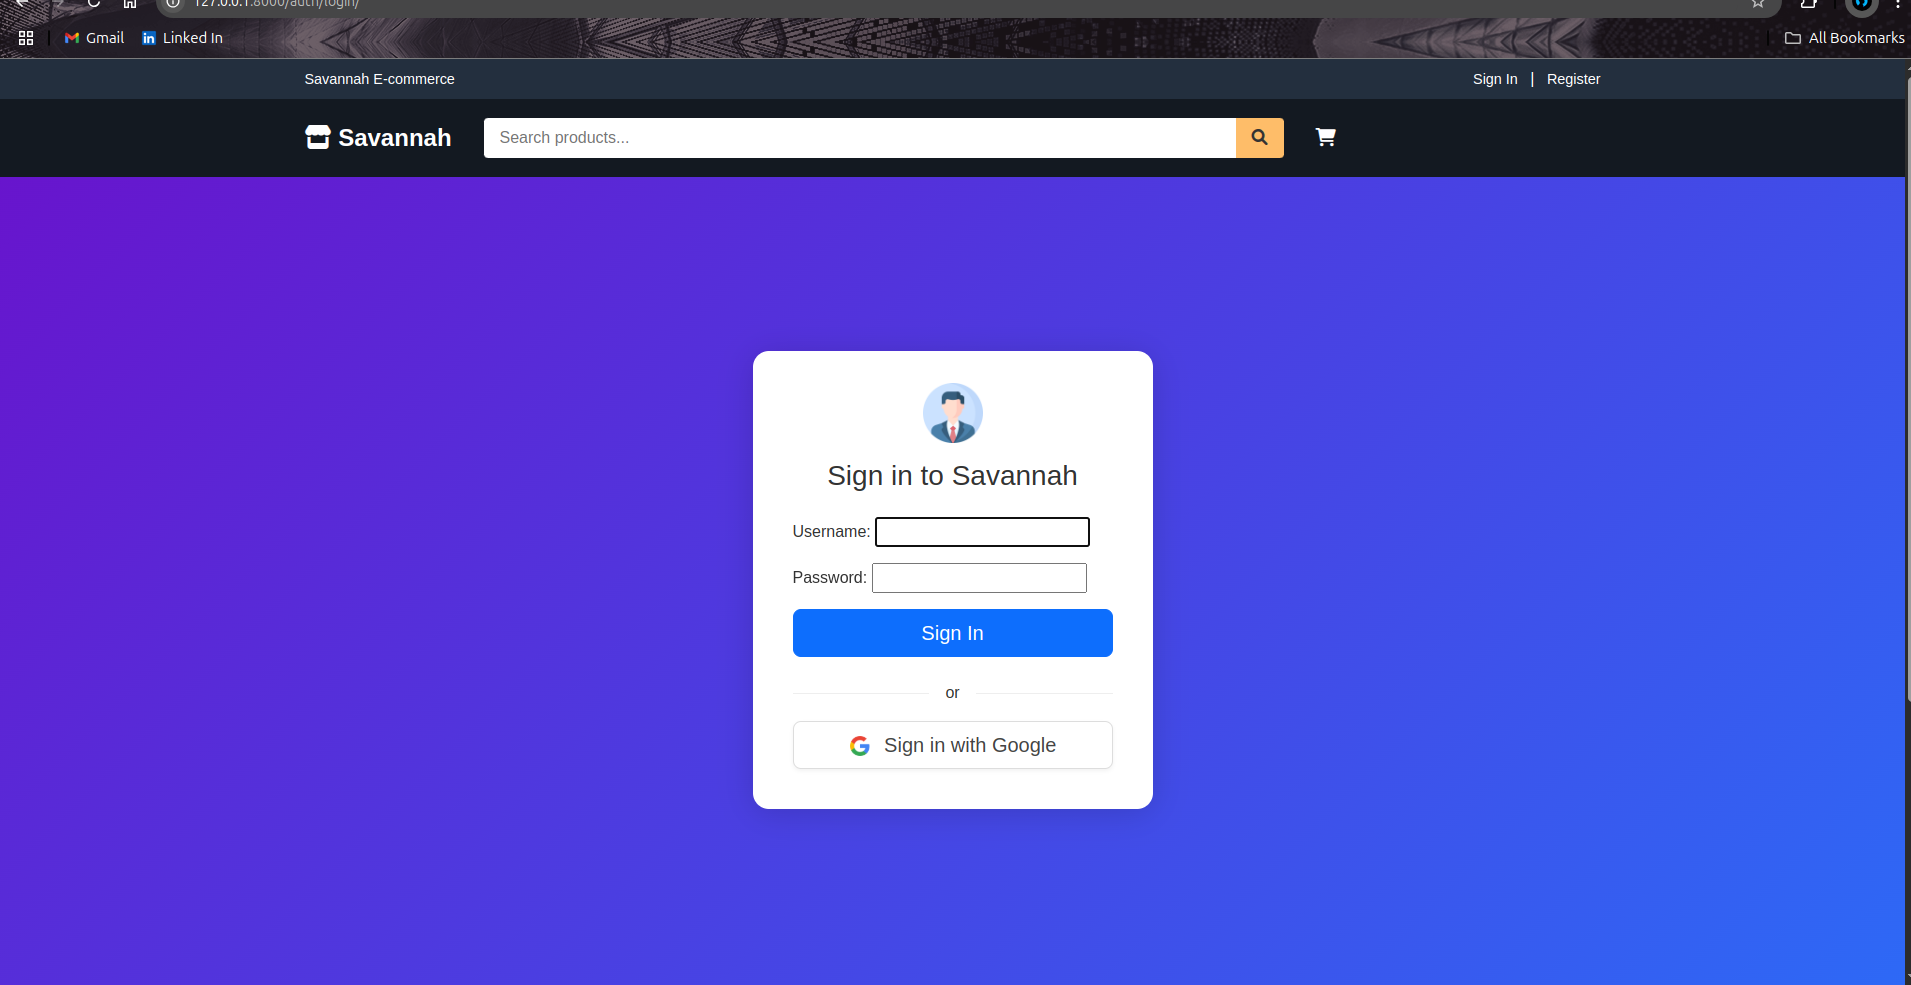 127.0.0.1:8000/auth/login/
Gmail Linked In All Bookmarks
Savannah E-commerce Sign In | Register
Savannah Search products...
Sign in to Savannah
Username:
Password:
Sign In
or
Sign in with Google